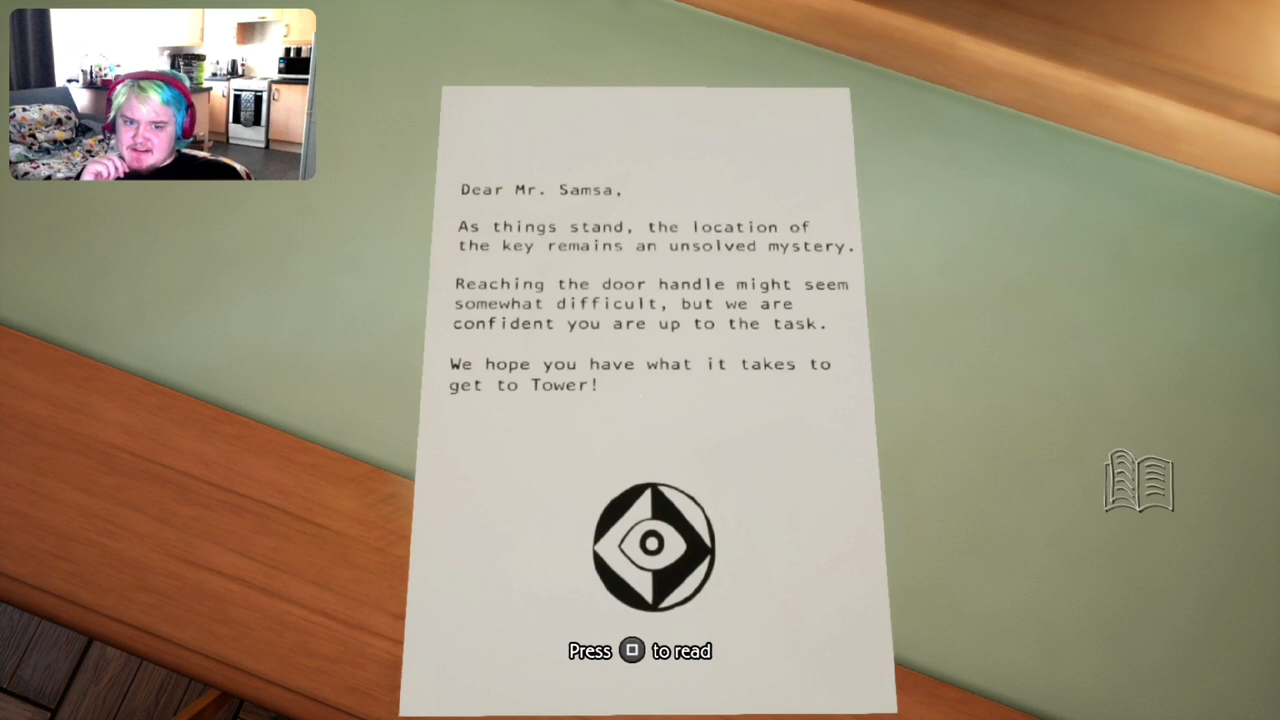 Dear Mr. Samsa,
As things stand, the location of
the key remains an unsolved mystery.
Reaching the door handle might seem
somewhat difficult, but we are
confident you are up to the task.
We hope you have what it takes to
get to Tower!
Press to read